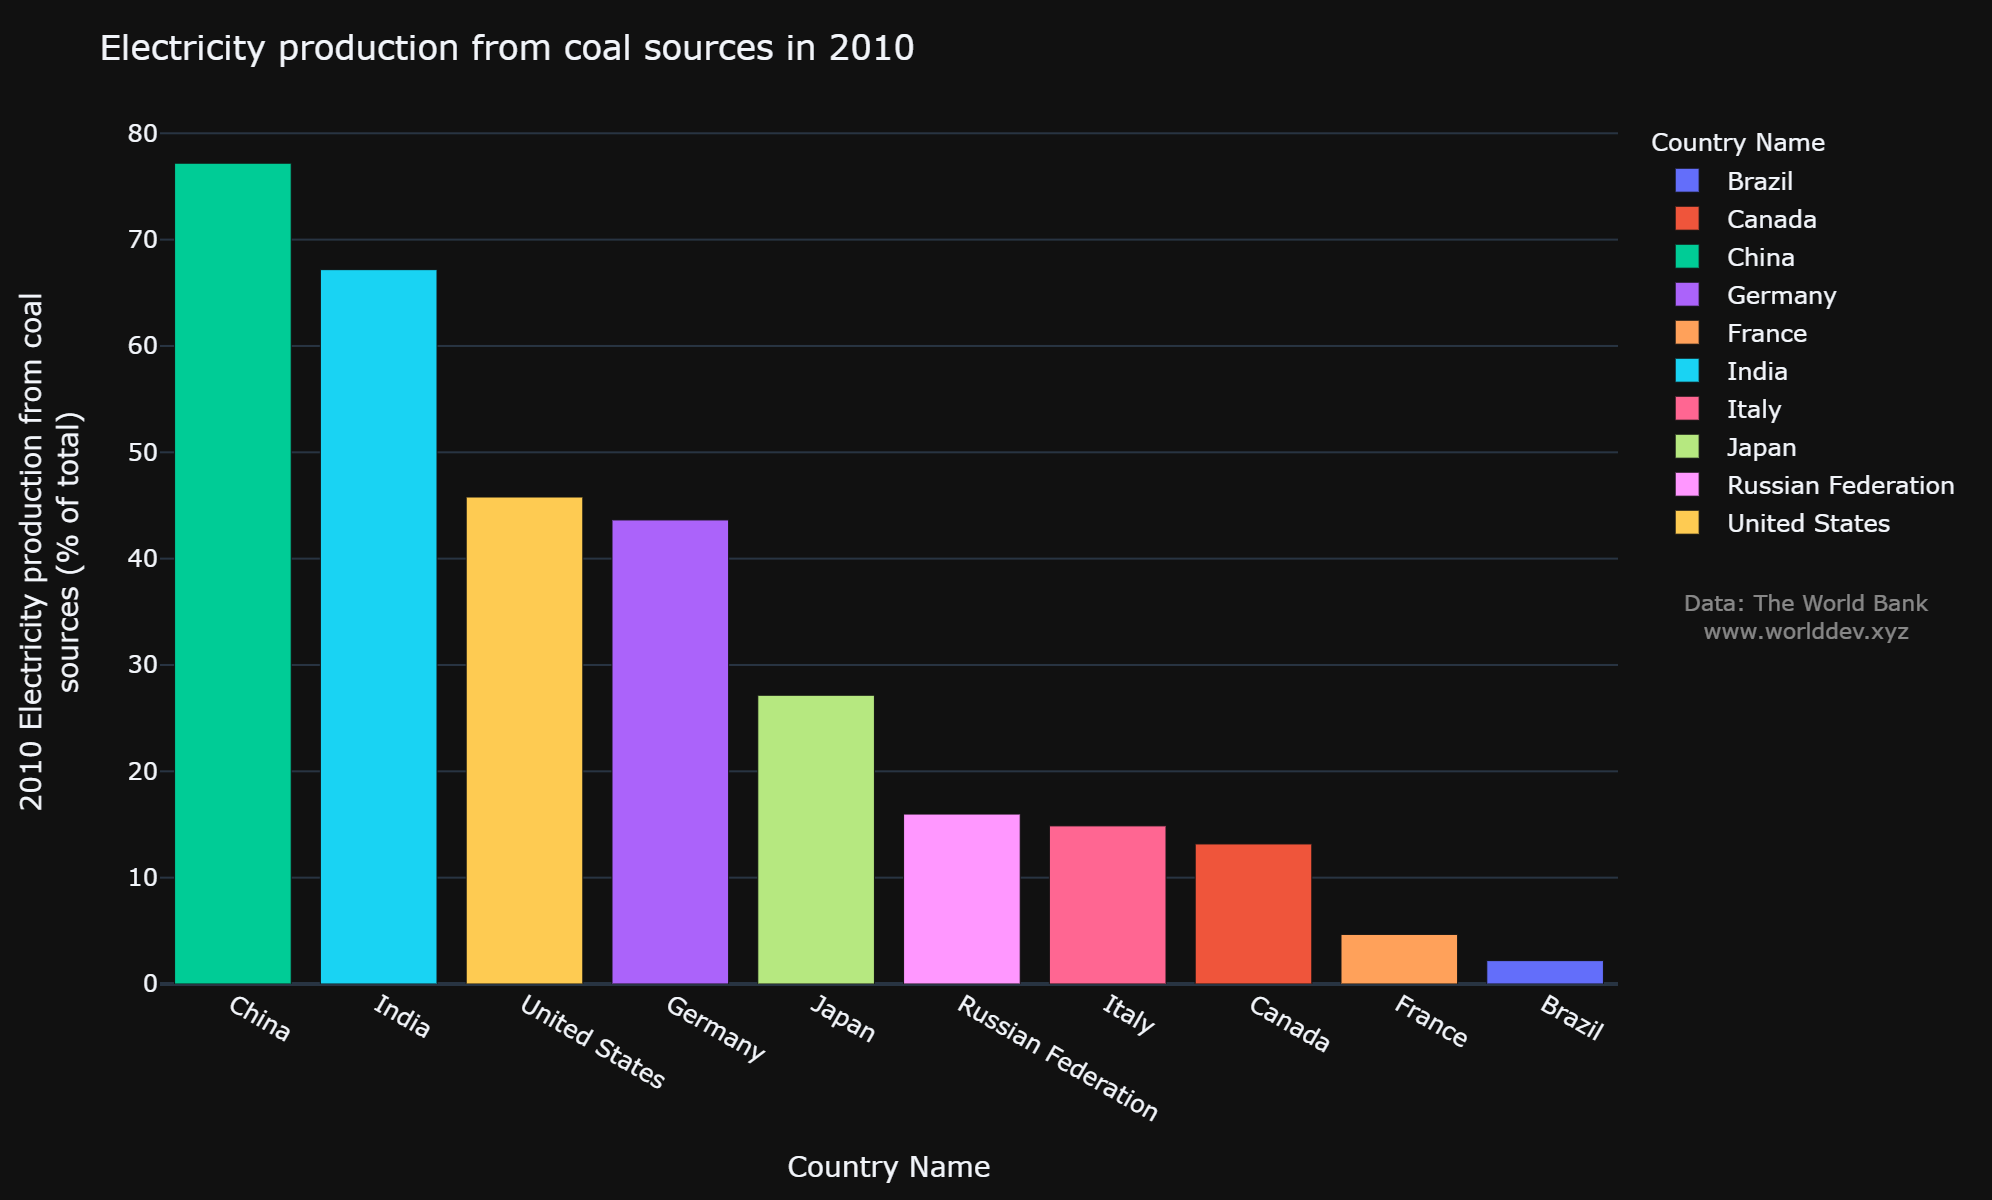 Electricity production from coal sources in 2010
2010 Electricity production from coal
sources (% of total)
80
70
60
50
40
30
20
10
0
China
India
United States
Germany
Japan
Russian Federation
Italy
Canada
France
Brazil
Country Name
Country Name
Brazil
Canada
China
Germany
France
India
Italy
Japan
Russian Federation
United States
Data: The World Bank
www.worlddev.xyz